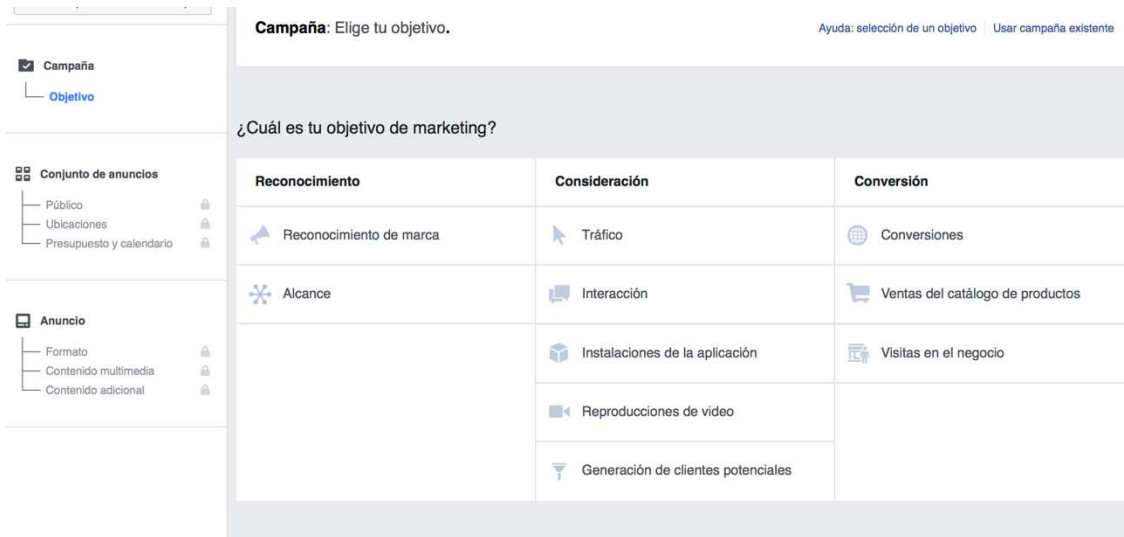 Campaña: Elige tu objetivo.
Ayuda: selección de un objetivo
Usar campaña existente
Campaña
Objetivo
Conjunto de anuncios
Público
Ubicaciones
Presupuesto y calendario
Anuncio
Formato
Contenido multimedia
Contenido adicional
¿Cuál es tu objetivo de marketing?
Reconocimiento
Consideración
Conversión
Reconocimiento de marca
Tráfico
Conversiones
Alcance
Interacción
Ventas del catálogo de productos
Instalaciones de la aplicación
Visitas en el negocio
Reproducciones de video
Generación de clientes potenciales